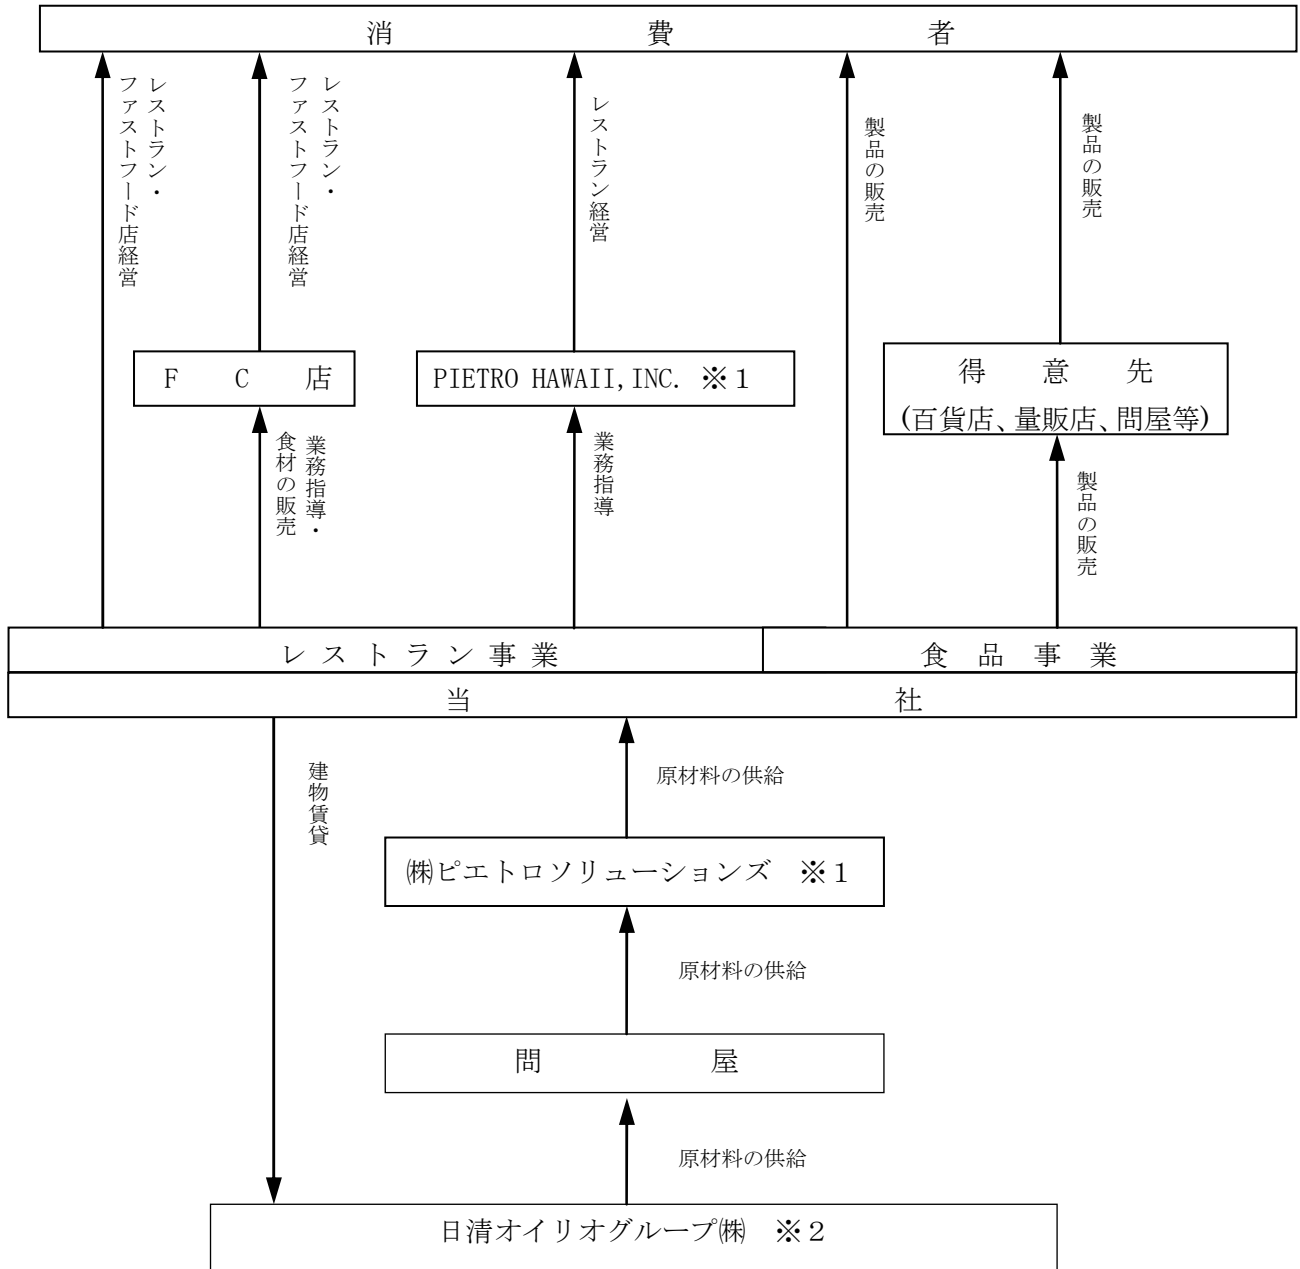 消費者
レストラン・
ファストフード店経営
レストラン・
ファストフード店経営
レストラン経営
製品の販売
製品の販売
FC店
PIETRO HAWAII,INC. ※1
得意先
(百貨店、量販店、問屋等)
業務指導・
食材の販売
業務指導
製品の販売
レストラン事業
食品事業
当社
建物賃貸
原材料の供給
㈱ピエトロソリューションズ ※1
原材料の供給
問屋
原材料の供給
日清オイリオグループ㈱ ※2